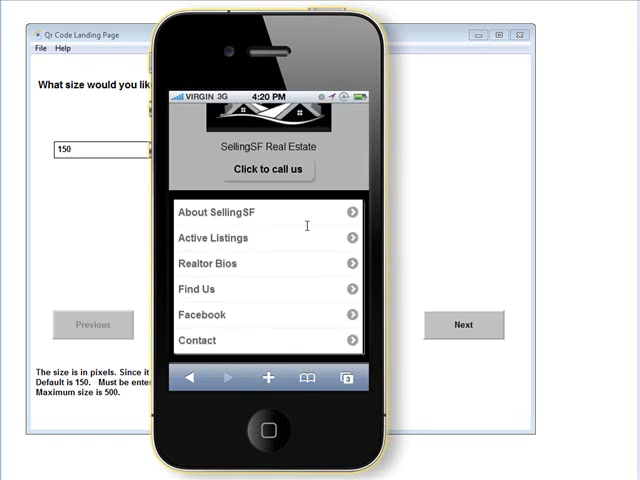 Qr Code Landing Page
File Help
What size would you lik
150
Previous
Next
The size is in pixels. Since it
Default is 150. Must be enter
Maximum size is 500.
VIRGIN 3G 4:20 PM
SellingSF Real Estate
Click to call us
About SellingSF
Active Listings
Realtor Bios
Find Us
Facebook
Contact
3